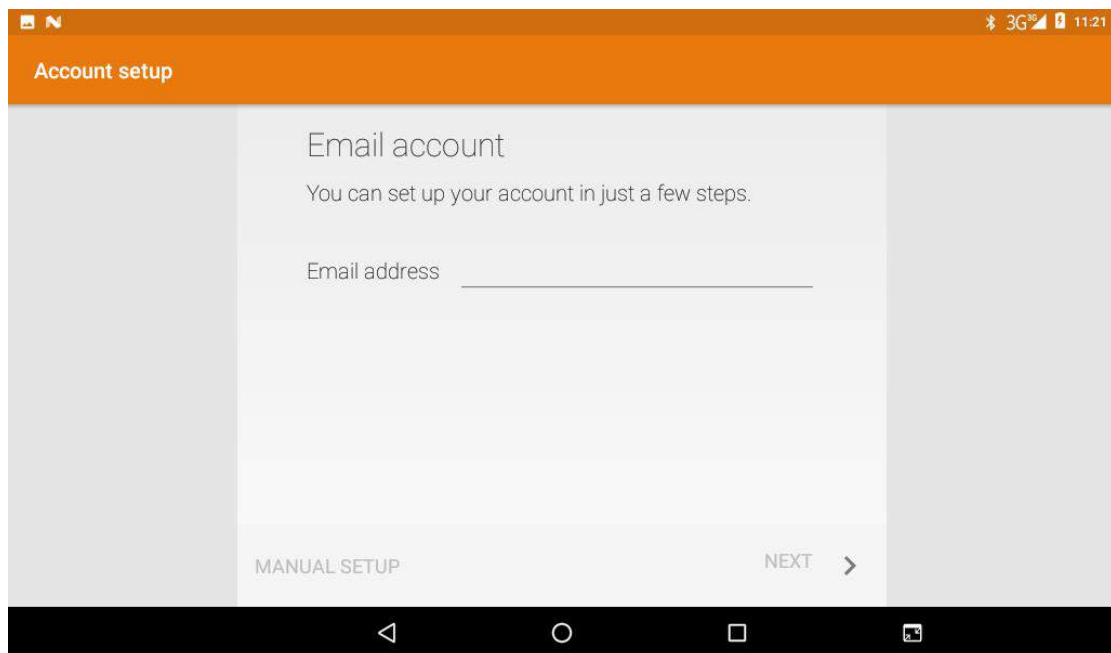 3G 3G 11:21
Account setup
Email account
You can set up your account in just a few steps.
Email address
MANUAL SETUP
NEXT